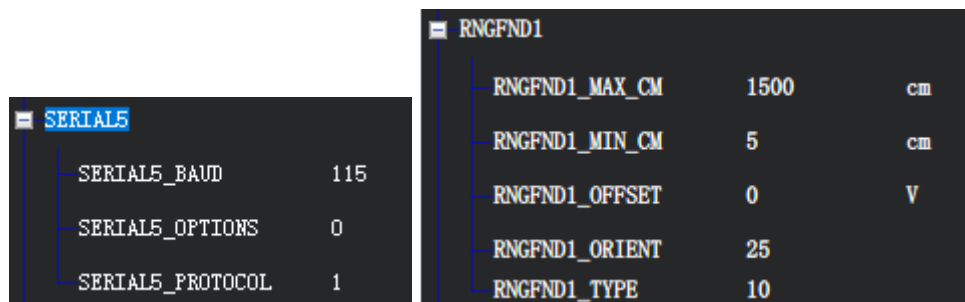 SERIAL5
SERIAL5_BAUD 115
SERIAL5_OPTIONS 0
SERIAL5_PROTOCOL 1
RNGFND1
RNGFND1_MAX_CM 1500 cm
RNGFND1_MIN_CM 5 cm
RNGFND1_OFFSET 0 V
RNGFND1_ORIENT 25
RNGFND1_TYPE 10